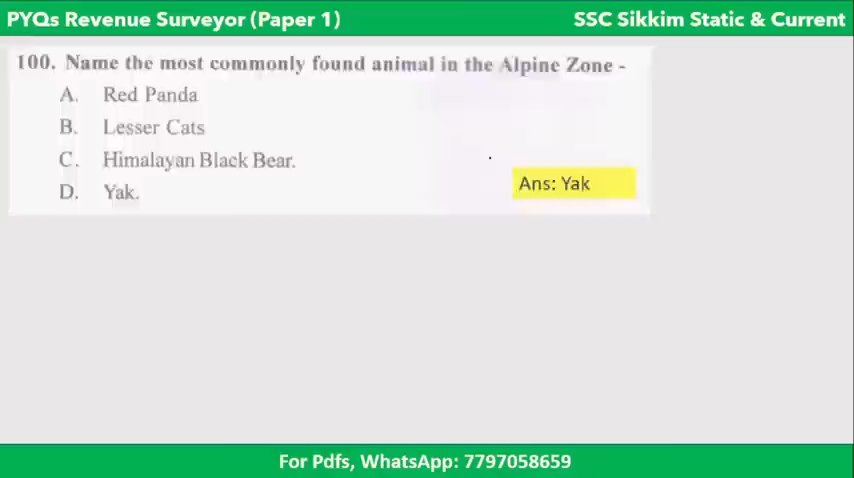 PYQs Revenue Surveyor (Paper 1)
SSC Sikkim Static & Current
100. Name the most commonly found animal in the Alpine Zone -
A. Red Panda
B. Lesser Cats
C. Himalayan Black Bear.
D. Yak.
Ans: Yak
For Pdfs, WhatsApp: 7797058659